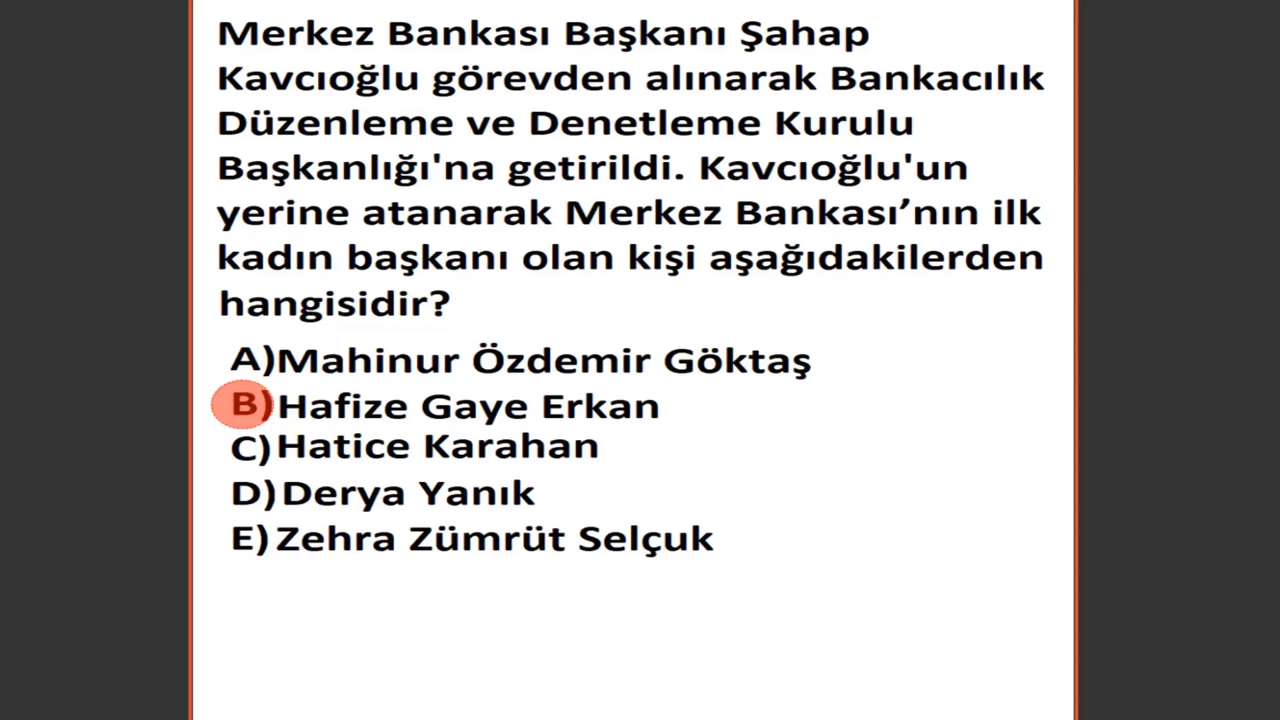 Merkez Bankası Başkanı Şahap
Kavcıoğlu görevden alınarak Bankacılık
Düzenleme ve Denetleme Kurulu
Başkanlığı'na getirildi. Kavcıoğlu'un
yerine atanarak Merkez Bankası’nın ilk
kadın başkanı olan kişi aşağıdakilerden
hangisidir?
A)Mahinur Özdemir Göktaş
B)Hafize Gaye Erkan
C)Hatice Karahan
D)Derya Yanık
E)Zehra Zümrüt Selçuk